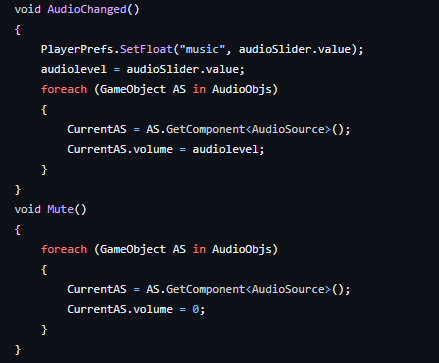 void AudioChanged()
{
    PlayerPrefs.SetFloat("music", audioSlider.value);
    audiolevel = audioSlider.value;
    foreach (GameObject AS in AudioObjs)
    {
        CurrentAS = AS.GetComponent<AudioSource>();
        CurrentAS.volume = audiolevel;
    }
}
void Mute()
{
    foreach (GameObject AS in AudioObjs)
    {
        CurrentAS = AS.GetComponent<AudioSource>();
        CurrentAS.volume = 0;
    }
}